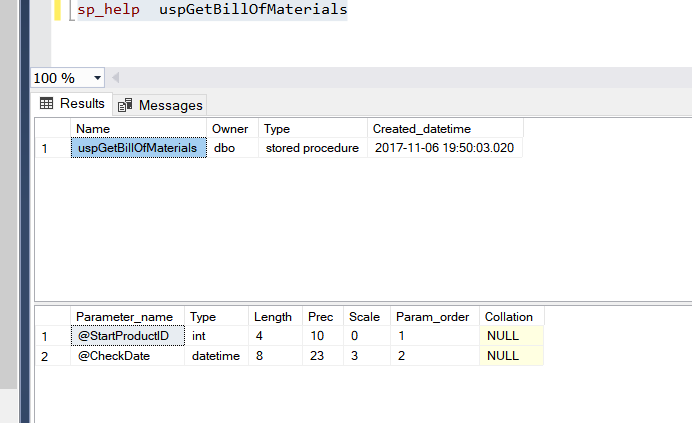 sp_help uspGetBillOfMaterials
100 %
Results Messages
Name Owner Type Created_datetime
1 uspGetBillOfMaterials dbo stored procedure 2017-11-06 19:50:03.020
Parameter_name Type Length Prec Scale Param_order Collation
1 @StartProductID int 4 10 0 1 NULL
2 @CheckDate datetime 8 23 3 2 NULL